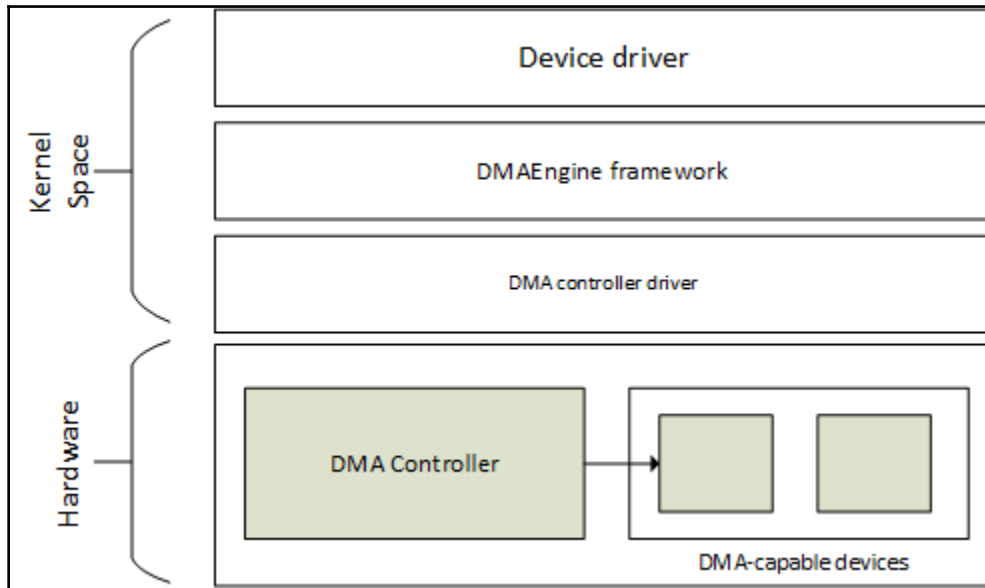 Kernel
Space
Device driver
DMAEngine framework
DMA controller driver
Hardware
DMA Controller
DMA-capable devices